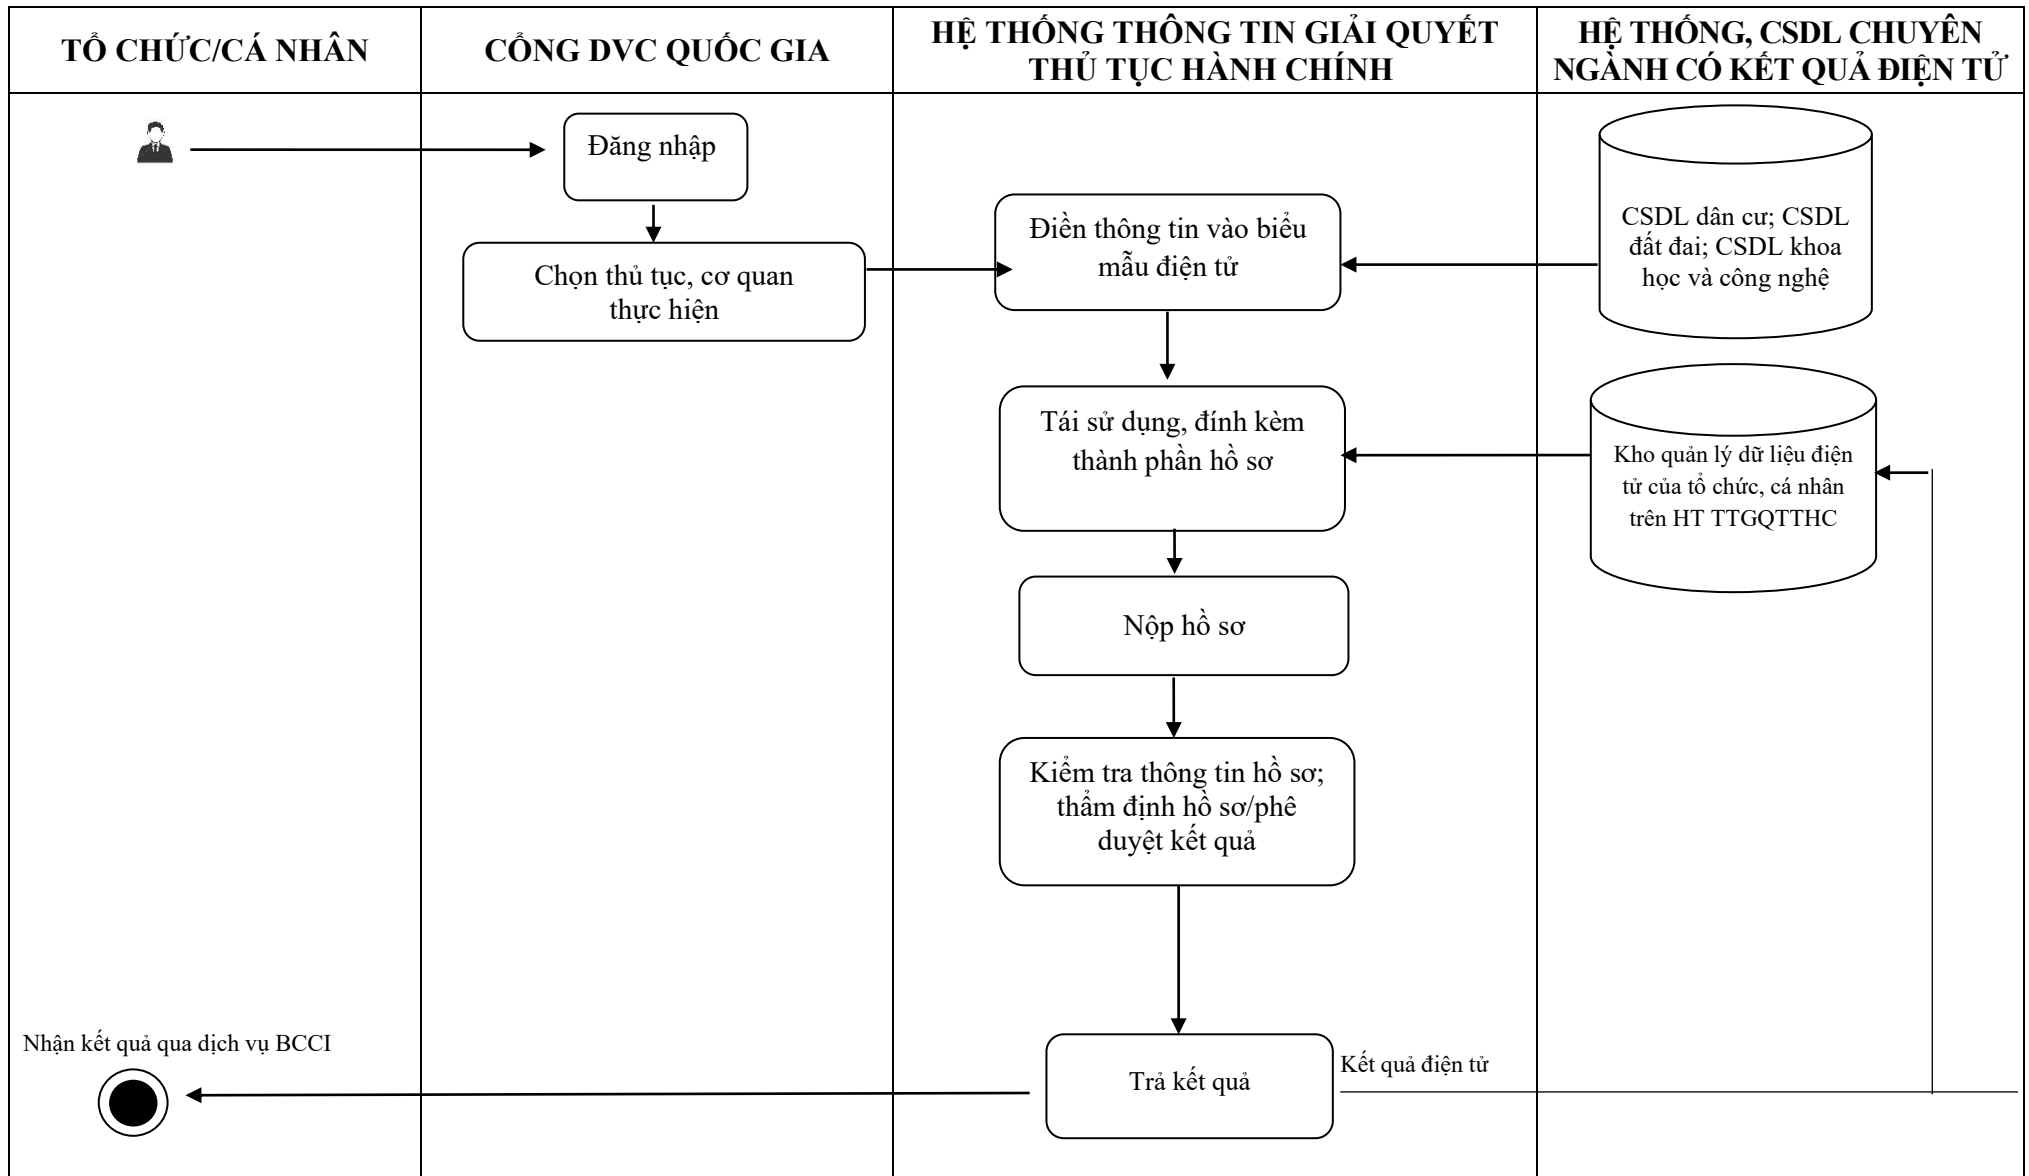 TỔ CHỨC/CÁ NHÂN
CỔNG DVC QUỐC GIA
HỆ THỐNG THÔNG TIN GIẢI QUYẾT
THỦ TỤC HÀNH CHÍNH
HỆ THỐNG, CSDL CHUYÊN
NGÀNH CÓ KẾT QUẢ ĐIỆN TỬ
Đăng nhập
Chọn thủ tục, cơ quan
thực hiện
Điền thông tin vào biểu
mẫu điện tử
CSDL dân cư; CSDL
đất đai; CSDL khoa
học và công nghệ
Tái sử dụng, đính kèm
thành phần hồ sơ
Kho quản lý dữ liệu điện
tử của tổ chức, cá nhân
trên HT TTGQTTHC
Nộp hồ sơ
Kiểm tra thông tin hồ sơ;
thẩm định hồ sơ/phê
duyệt kết quả
Nhận kết quả qua dịch vụ BCCI
Trả kết quả
Kết quả điện tử